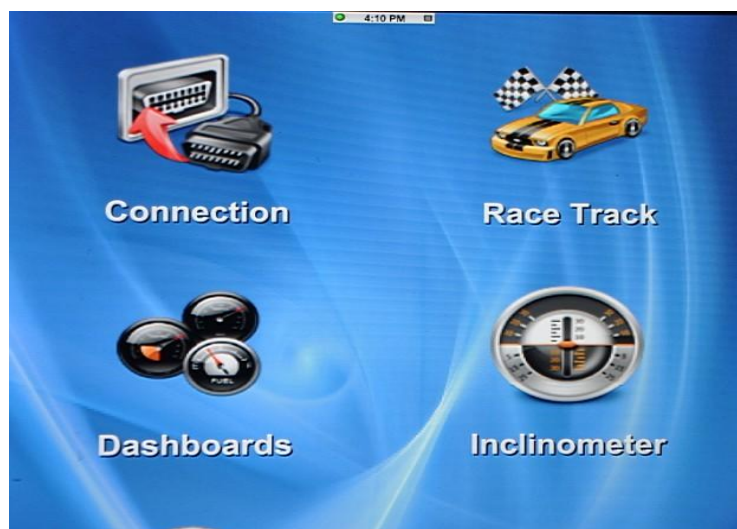 4:10 PM
Connection
Race Track
FUEL
Dashboards
Inclinometer